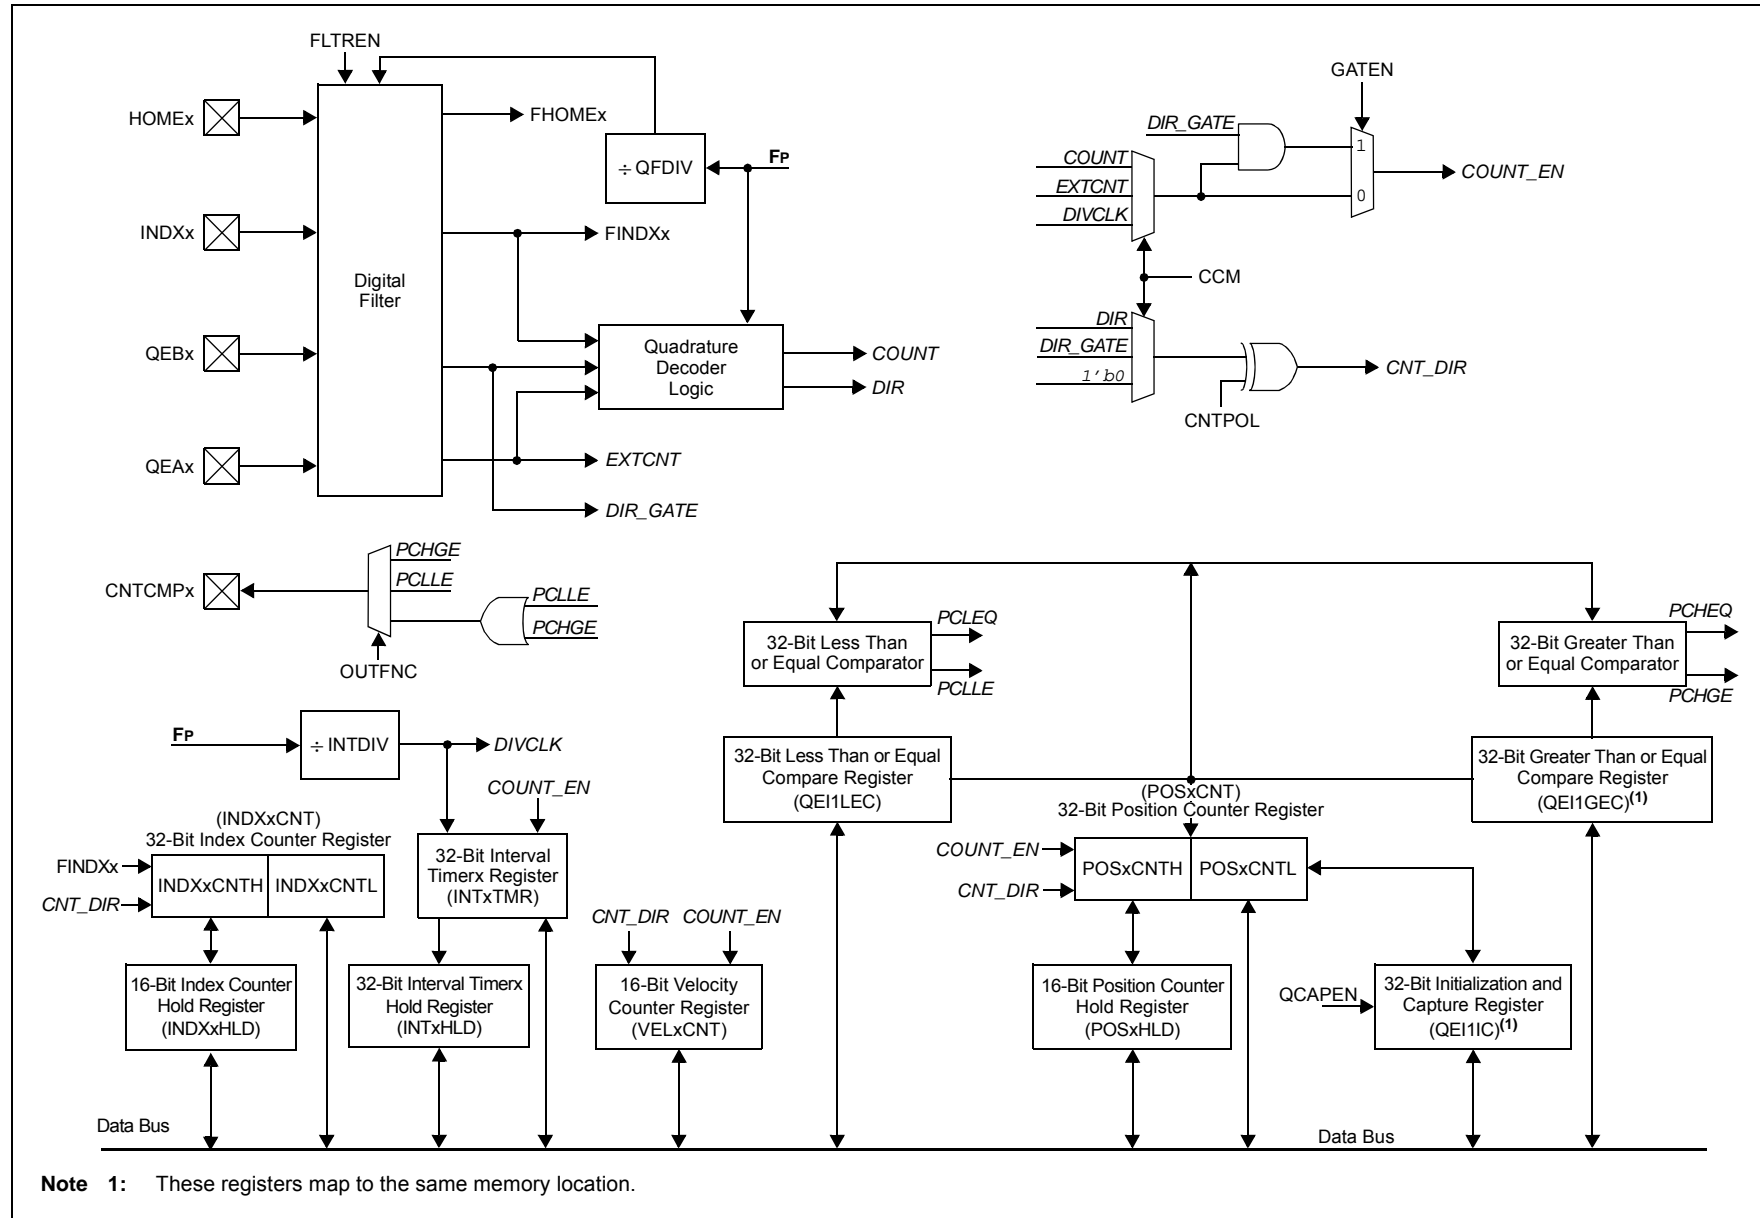 FLTREN
HOMEx
FHOMEx
÷ QFDIV
FP
INDXx
FINDXx
Digital
Filter
QEBx
Quadrature
Decoder
Logic
COUNT
DIR
QEAx
EXTCNT
DIR_GATE
GATEN
DIR_GATE
COUNT
EXTCNT
DIVCLK
1
0
COUNT_EN
CCM
DIR
DIR_GATE
1'b0
CNTPOL
CNT_DIR
CNTCMPx
PCHGE
PCLLE
PCLLE
PCHGE
OUTFNC
32-Bit Less Than
or Equal Comparator
PCLEQ
PCLLE
32-Bit Greater Than
or Equal Comparator
PCHEQ
PCHGE
FP
÷ INTDIV
DIVCLK
COUNT_EN
32-Bit Less Than or Equal
Compare Register
(QEI1LEC)
32-Bit Greater Than or Equal
Compare Register
(QEI1GEC)(1)
(INDXxCNT)
32-Bit Index Counter Register
FINDXx
CNT_DIR
INDXxCNTH
INDXxCNTL
32-Bit Interval
Timerx Register
(INTxTMR)
(POSxCNT)
32-Bit Position Counter Register
COUNT_EN
CNT_DIR
POSxCNTH
POSxCNTL
CNT_DIR
COUNT_EN
16-Bit Index Counter
Hold Register
(INDXxHLD)
32-Bit Interval Timerx
Hold Register
(INTxHLD)
16-Bit Velocity
Counter Register
(VELxCNT)
16-Bit Position Counter
Hold Register
(POSxHLD)
QCAPEN
32-Bit Initialization and
Capture Register
(QEI1IC)(1)
Data Bus
Data Bus
Note 1: These registers map to the same memory location.